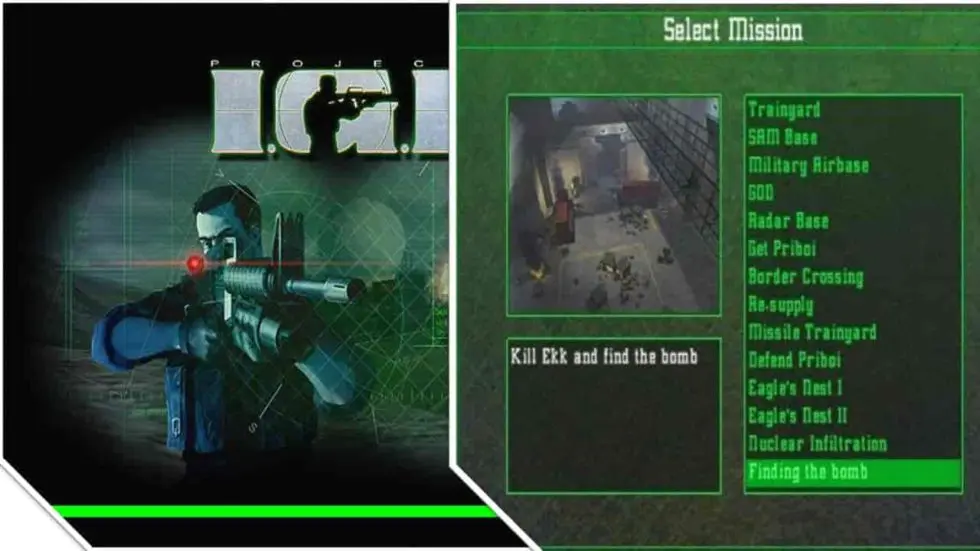 PROJEC
I.G.I
Select Mission
Trainyard
SAM Base
Military Airbase
GOD
Radar Base
Get Priboi
Border Crossing
Re-supply
Missile Trainyard
Defend Priboi
Eagle's Nest I
Eagle's Nest II
Nuclear Infiltration
Finding the bomb
Kill Ekk and find the bomb